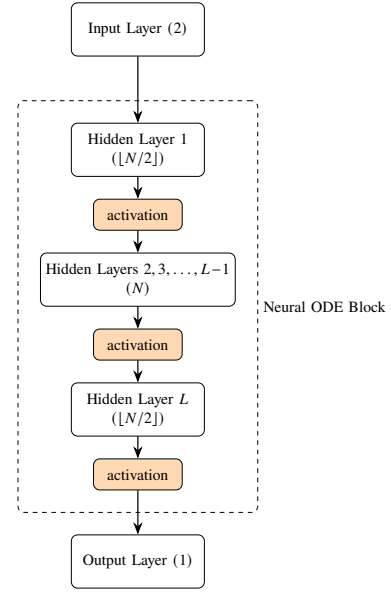 Input Layer (2)
Hidden Layer 1
(⌊N/2⌋)
activation
Hidden Layers 2, 3, . . . , L−1
(N)
activation
Neural ODE Block
Hidden Layer L
(⌊N/2⌋)
activation
Output Layer (1)